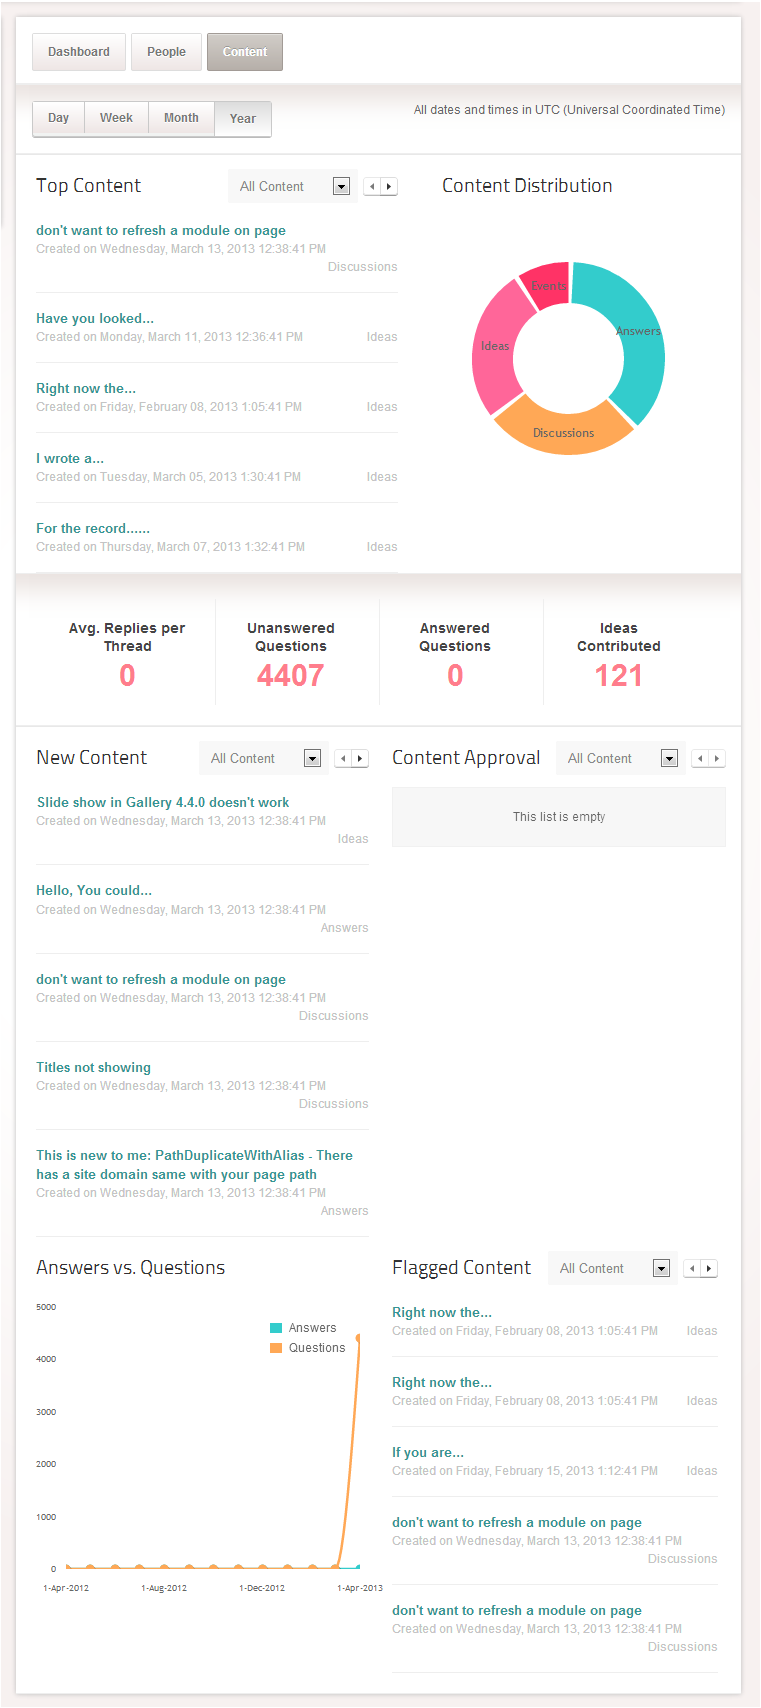 Dashboard
People
Content
Day
Week
Month
Year
All dates and times in UTC (Universal Coordinated Time)
Top Content
All Content
don't want to refresh a module on page
Created on Wednesday, March 13, 2013 12:38:41 PM
Discussions
Have you looked...
Created on Monday, March 11, 2013 12:36:41 PM
Ideas
Right now the...
Created on Friday, February 08, 2013 1:05:41 PM
Ideas
I wrote a...
Created on Tuesday, March 05, 2013 1:30:41 PM
Ideas
For the record......
Created on Thursday, March 07, 2013 1:32:41 PM
Ideas
Content Distribution
Events
Answers
Ideas
Discussions
Avg. Replies per
Thread
0
Unanswered
Questions
4407
Answered
Questions
0
Ideas
Contributed
121
New Content
All Content
Slide show in Gallery 4.4.0 doesn't work
Created on Wednesday, March 13, 2013 12:38:41 PM
Ideas
Hello, You could...
Created on Wednesday, March 13, 2013 12:38:41 PM
Answers
don't want to refresh a module on page
Created on Wednesday, March 13, 2013 12:38:41 PM
Discussions
Titles not showing
Created on Wednesday, March 13, 2013 12:38:41 PM
Discussions
This is new to me: PathDuplicateWithAlias - There
has a site domain same with your page path
Created on Wednesday, March 13, 2013 12:38:41 PM
Answers
Content Approval
All Content
This list is empty
Answers vs. Questions
5000
4000
3000
2000
1000
0
Answers
Questions
1-Apr-2012
1-Aug-2012
1-Dec-2012
1-Apr-2013
Flagged Content
All Content
Right now the...
Created on Friday, February 08, 2013 1:05:41 PM
Ideas
Right now the...
Created on Friday, February 08, 2013 1:05:41 PM
Ideas
If you are...
Created on Friday, February 15, 2013 1:12:41 PM
Ideas
don't want to refresh a module on page
Created on Wednesday, March 13, 2013 12:38:41 PM
Discussions
don't want to refresh a module on page
Created on Wednesday, March 13, 2013 12:38:41 PM
Discussions